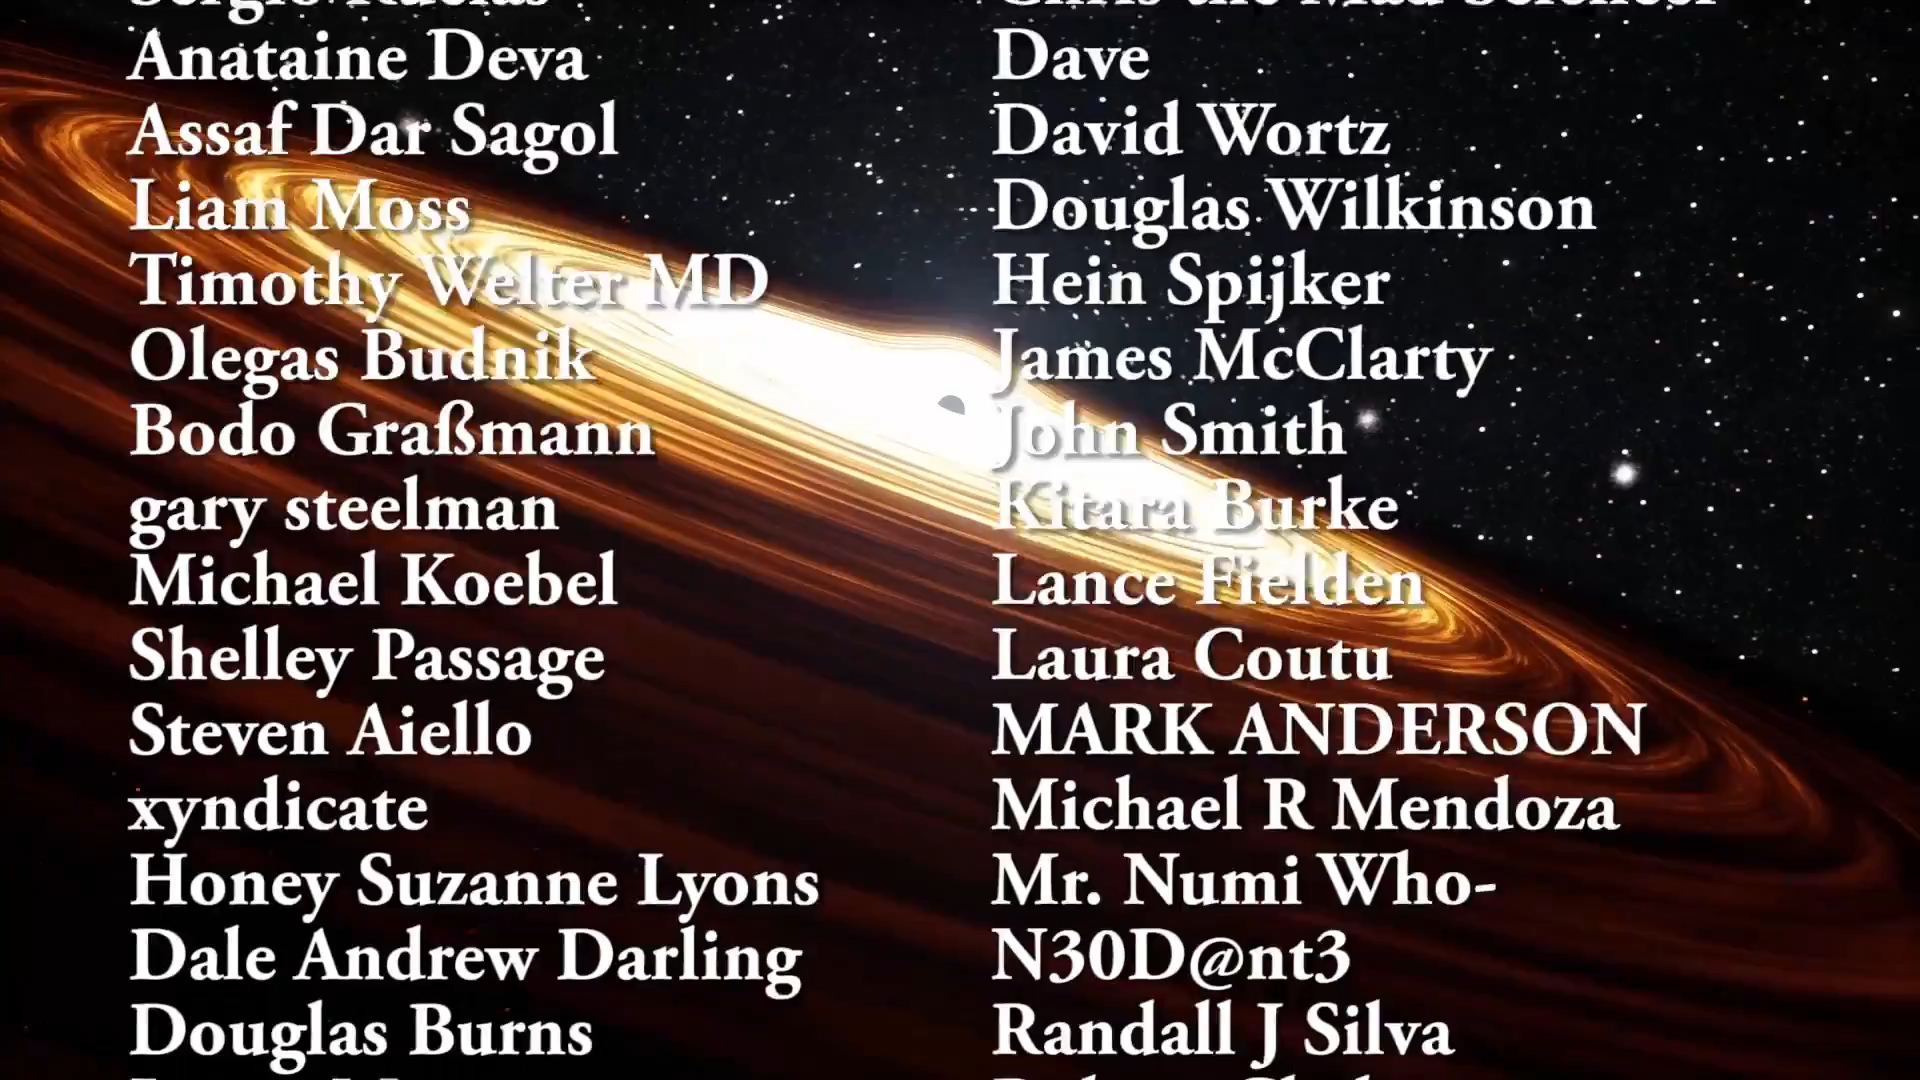 Anataine Deva
Assaf Dar Sagol
Liam Moss
Timothy Welter MD
Olegas Budnik
Bodo Graßmann
gary steelman
Michael Koebel
Shelley Passage
Steven Aiello
xyndicate
Honey Suzanne Lyons
Dale Andrew Darling
Douglas Burns
Dave
David Wortz
Douglas Wilkinson
Hein Spijker
James McClarty
John Smith
Kitara Burke
Lance Fielden
Laura Coutu
MARK ANDERSON
Michael R Mendoza
Mr. Numi Who-
N30D@nt3
Randall J Silva